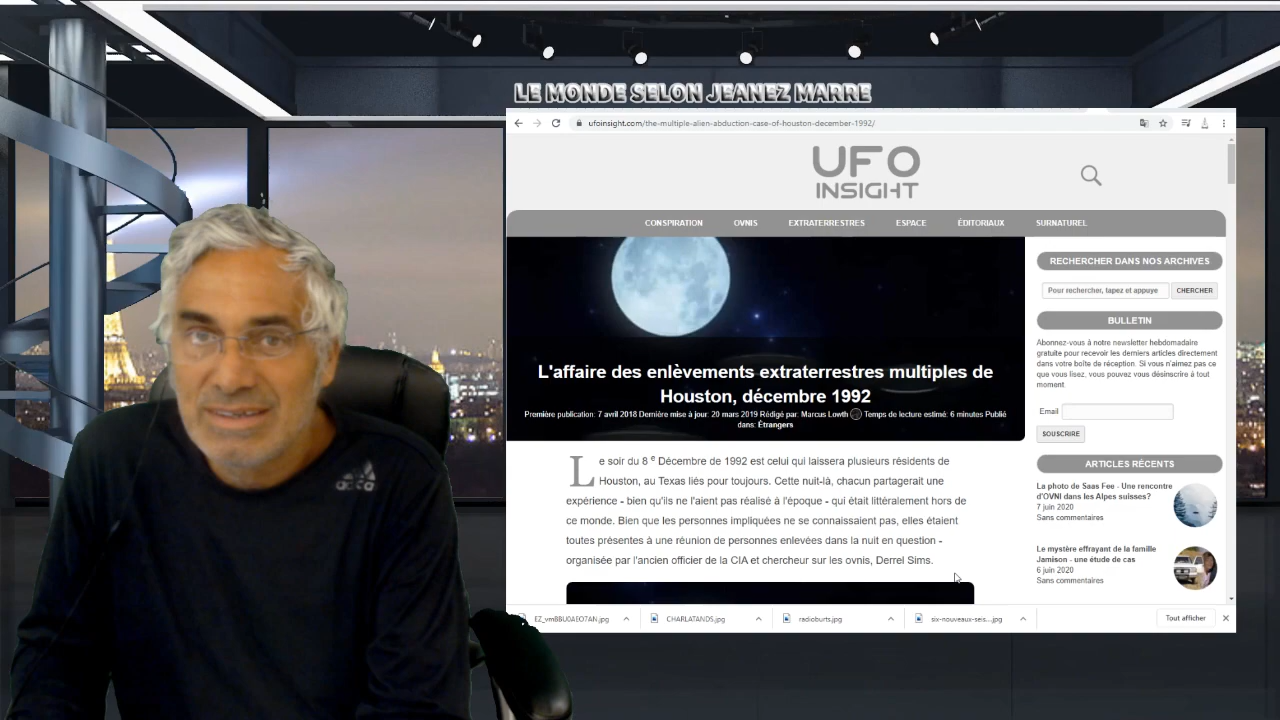 LE MONDE SELON JEANEZ MARRE
ufoinsight.com/the-multiple-alien-abduction-case-of-houston-december-1992/
UFO
INSIGHT
CONSPIRATION OVNIS EXTRATERRESTRES ESPACE ÉDITORIAUX SURNATUREL
L'affaire des enlèvements extraterrestres multiples de
Houston, décembre 1992
Première publication: 7 avril 2018 Dernière mise à jour: 20 mars 2019 Rédigé par: Marcus Lowth Temps de lecture estimé: 6 minutes Publié
dans: Étrangers
Le soir du 8 e Décembre de 1992 est celui qui laissera plusieurs résidents de
Houston, au Texas liés pour toujours. Cette nuit-là, chacun partagerait une
expérience - bien qu'ils ne l'aient pas réalisé à l'époque - qui était littéralement hors de
ce monde. Bien que les personnes impliquées ne se connaissaient pas, elles étaient
toutes présentes à une réunion de personnes enlevées dans la nuit en question -
organisée par l'ancien officier de la CIA et chercheur sur les ovnis, Derrel Sims.
RECHERCHER DANS NOS ARCHIVES
Pour rechercher, tapez et appuye CHERCHER
BULLETIN
Abonnez-vous à notre newsletter hebdomadaire
gratuite pour recevoir les derniers articles directement
dans votre boîte de réception. Si vous n'aimez pas ce
que vous lisez, vous pouvez vous désinscrire à tout
moment.
Email
SOUSCRIRE
ARTICLES RÉCENTS
La photo de Saas Fee - Une rencontre
d'OVNI dans les Alpes suisses?
7 juin 2020
Sans commentaires
Le mystère effrayant de la famille
Jamison - une étude de cas
6 juin 2020
Sans commentaires
EZ_vm8BU0AEO7AN.jpg CHARLATANDS.jpg radioburts.jpg six-nouveaux-seis....jpg Tout afficher